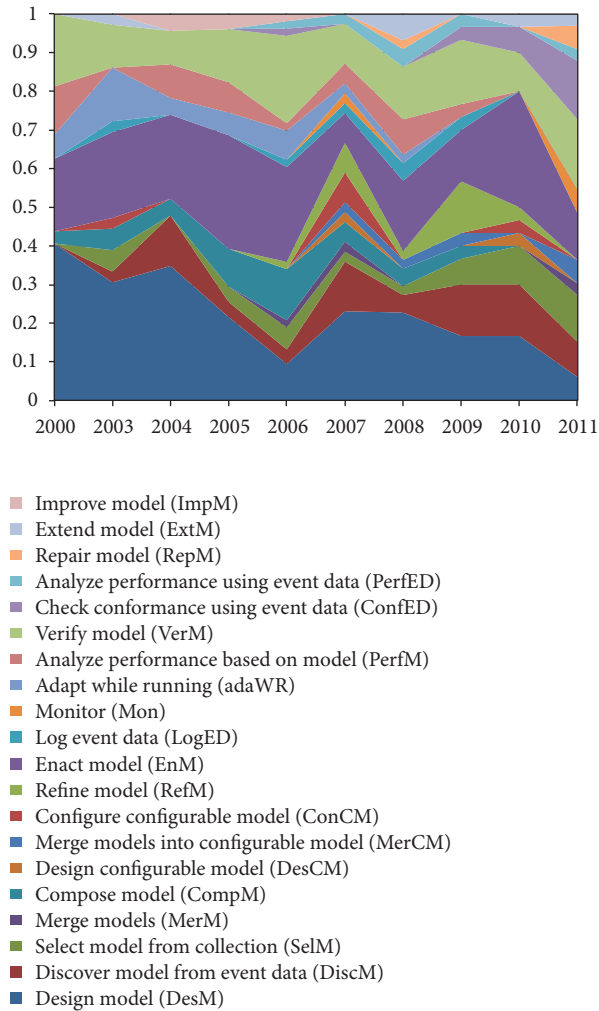 1
0.9
0.8
0.7
0.6
0.5
0.4
0.3
0.2
0.1
0
2000 2003 2004 2005 2006 2007 2008 2009 2010 2011
Improve model (ImpM)
Extend model (ExtM)
Repair model (RepM)
Analyze performance using event data (PerfED)
Check conformance using event data (ConfED)
Verify model (VerM)
Analyze performance based on model (PerfM)
Adapt while running (adaWR)
Monitor (Mon)
Log event data (LogED)
Enact model (EnM)
Refine model (RefM)
Configure configurable model (ConCM)
Merge models into configurable model (MerCM)
Design configurable model (DesCM)
Compose model (CompM)
Merge models (MerM)
Select model from collection (SelM)
Discover model from event data (DiscM)
Design model (DesM)